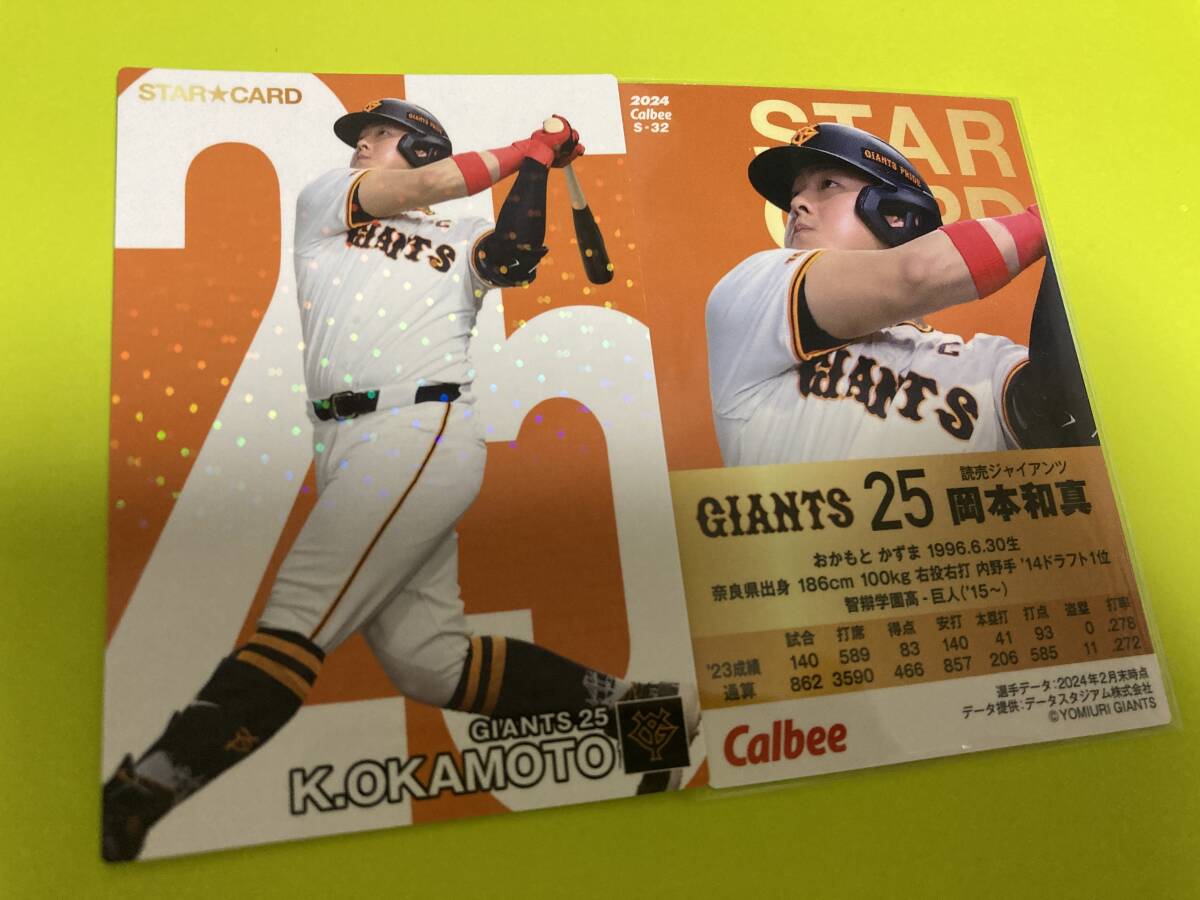 STAR★CARD
GIANTS PRIDE
GIANTS
GIANTS 25
K.OKAMOTO
2024
Calbee
S-32
STAR
GIANTS PRIDE
C
GIANTS
読売ジャイアンツ
GIANTS 25 岡本和真
おかもと かずま 1996.6.30生
奈良県出身 186cm 100kg 右投右打 内野手 '14ドラフト1位
智辯学園高-巨人('15~)
試合 打席 得点 安打 本塁打 打点 盗塁 打率
'23成績 140 589 83 140 41 93 0 .278
通算 862 3590 466 857 206 585 11 .272
選手データ:2024年2月末時点
データ提供:データスタジアム株式会社
©YOMIURI GIANTS
Calbee